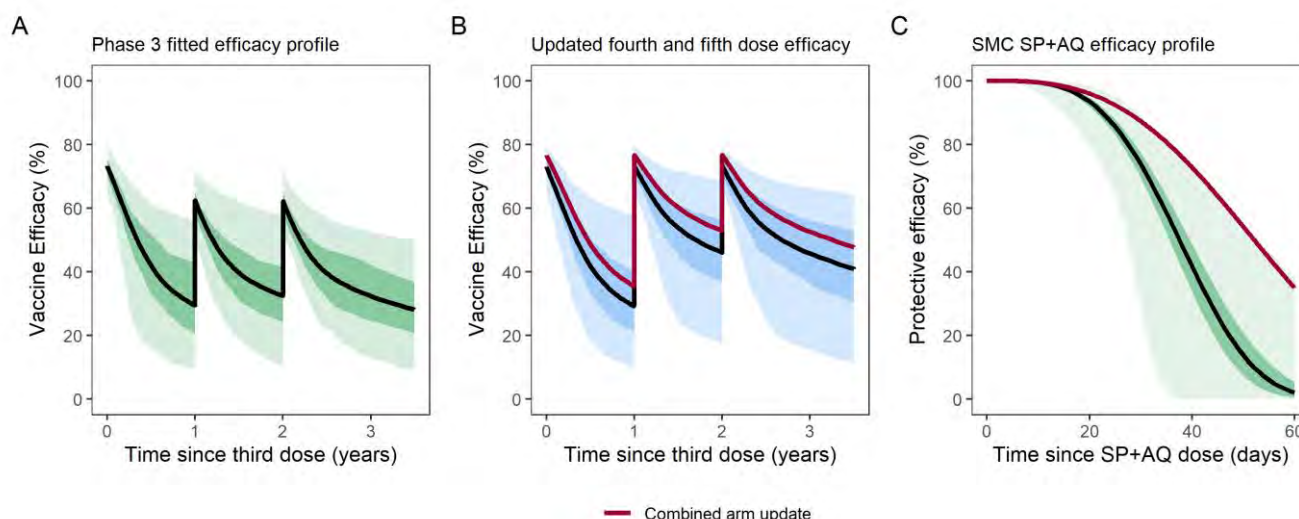 A
Phase 3 fitted efficacy profile
100
80
60
40
20
0
Vaccine Efficacy (%)
0 1 2 3
Time since third dose (years)
B
Updated fourth and fifth dose efficacy
100
80
60
40
20
0
Vaccine Efficacy (%)
0 1 2 3
Time since third dose (years)
C
SMC SP+AQ efficacy profile
100
80
60
40
20
0
Protective efficacy (%)
0 20 40 60
Time since SP+AQ dose (days)
Combined arm update